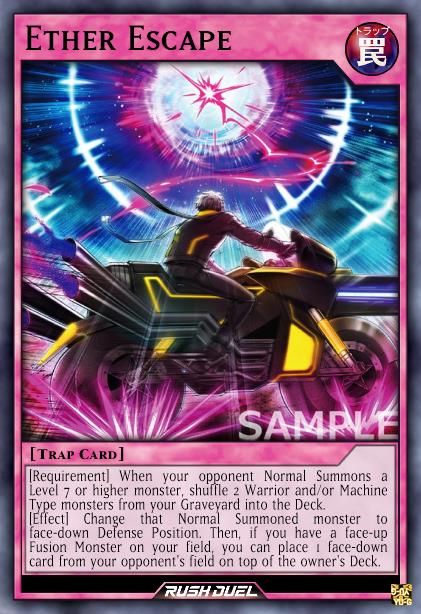 Ether Escape
トラップ
罠
SAMPLE
[Trap Card]
[Requirement] When your opponent Normal Summons a
Level 7 or higher monster, shuffle 2 Warrior and/or Machine
Type monsters from your Graveyard into the Deck.
[Effect] Change that Normal Summoned monster to
face-down Defense Position. Then, if you have a face-up
Fusion Monster on your field, you can place 1 face-down
card from your opponent's field on top of the owner's Deck.
RUSH DUEL